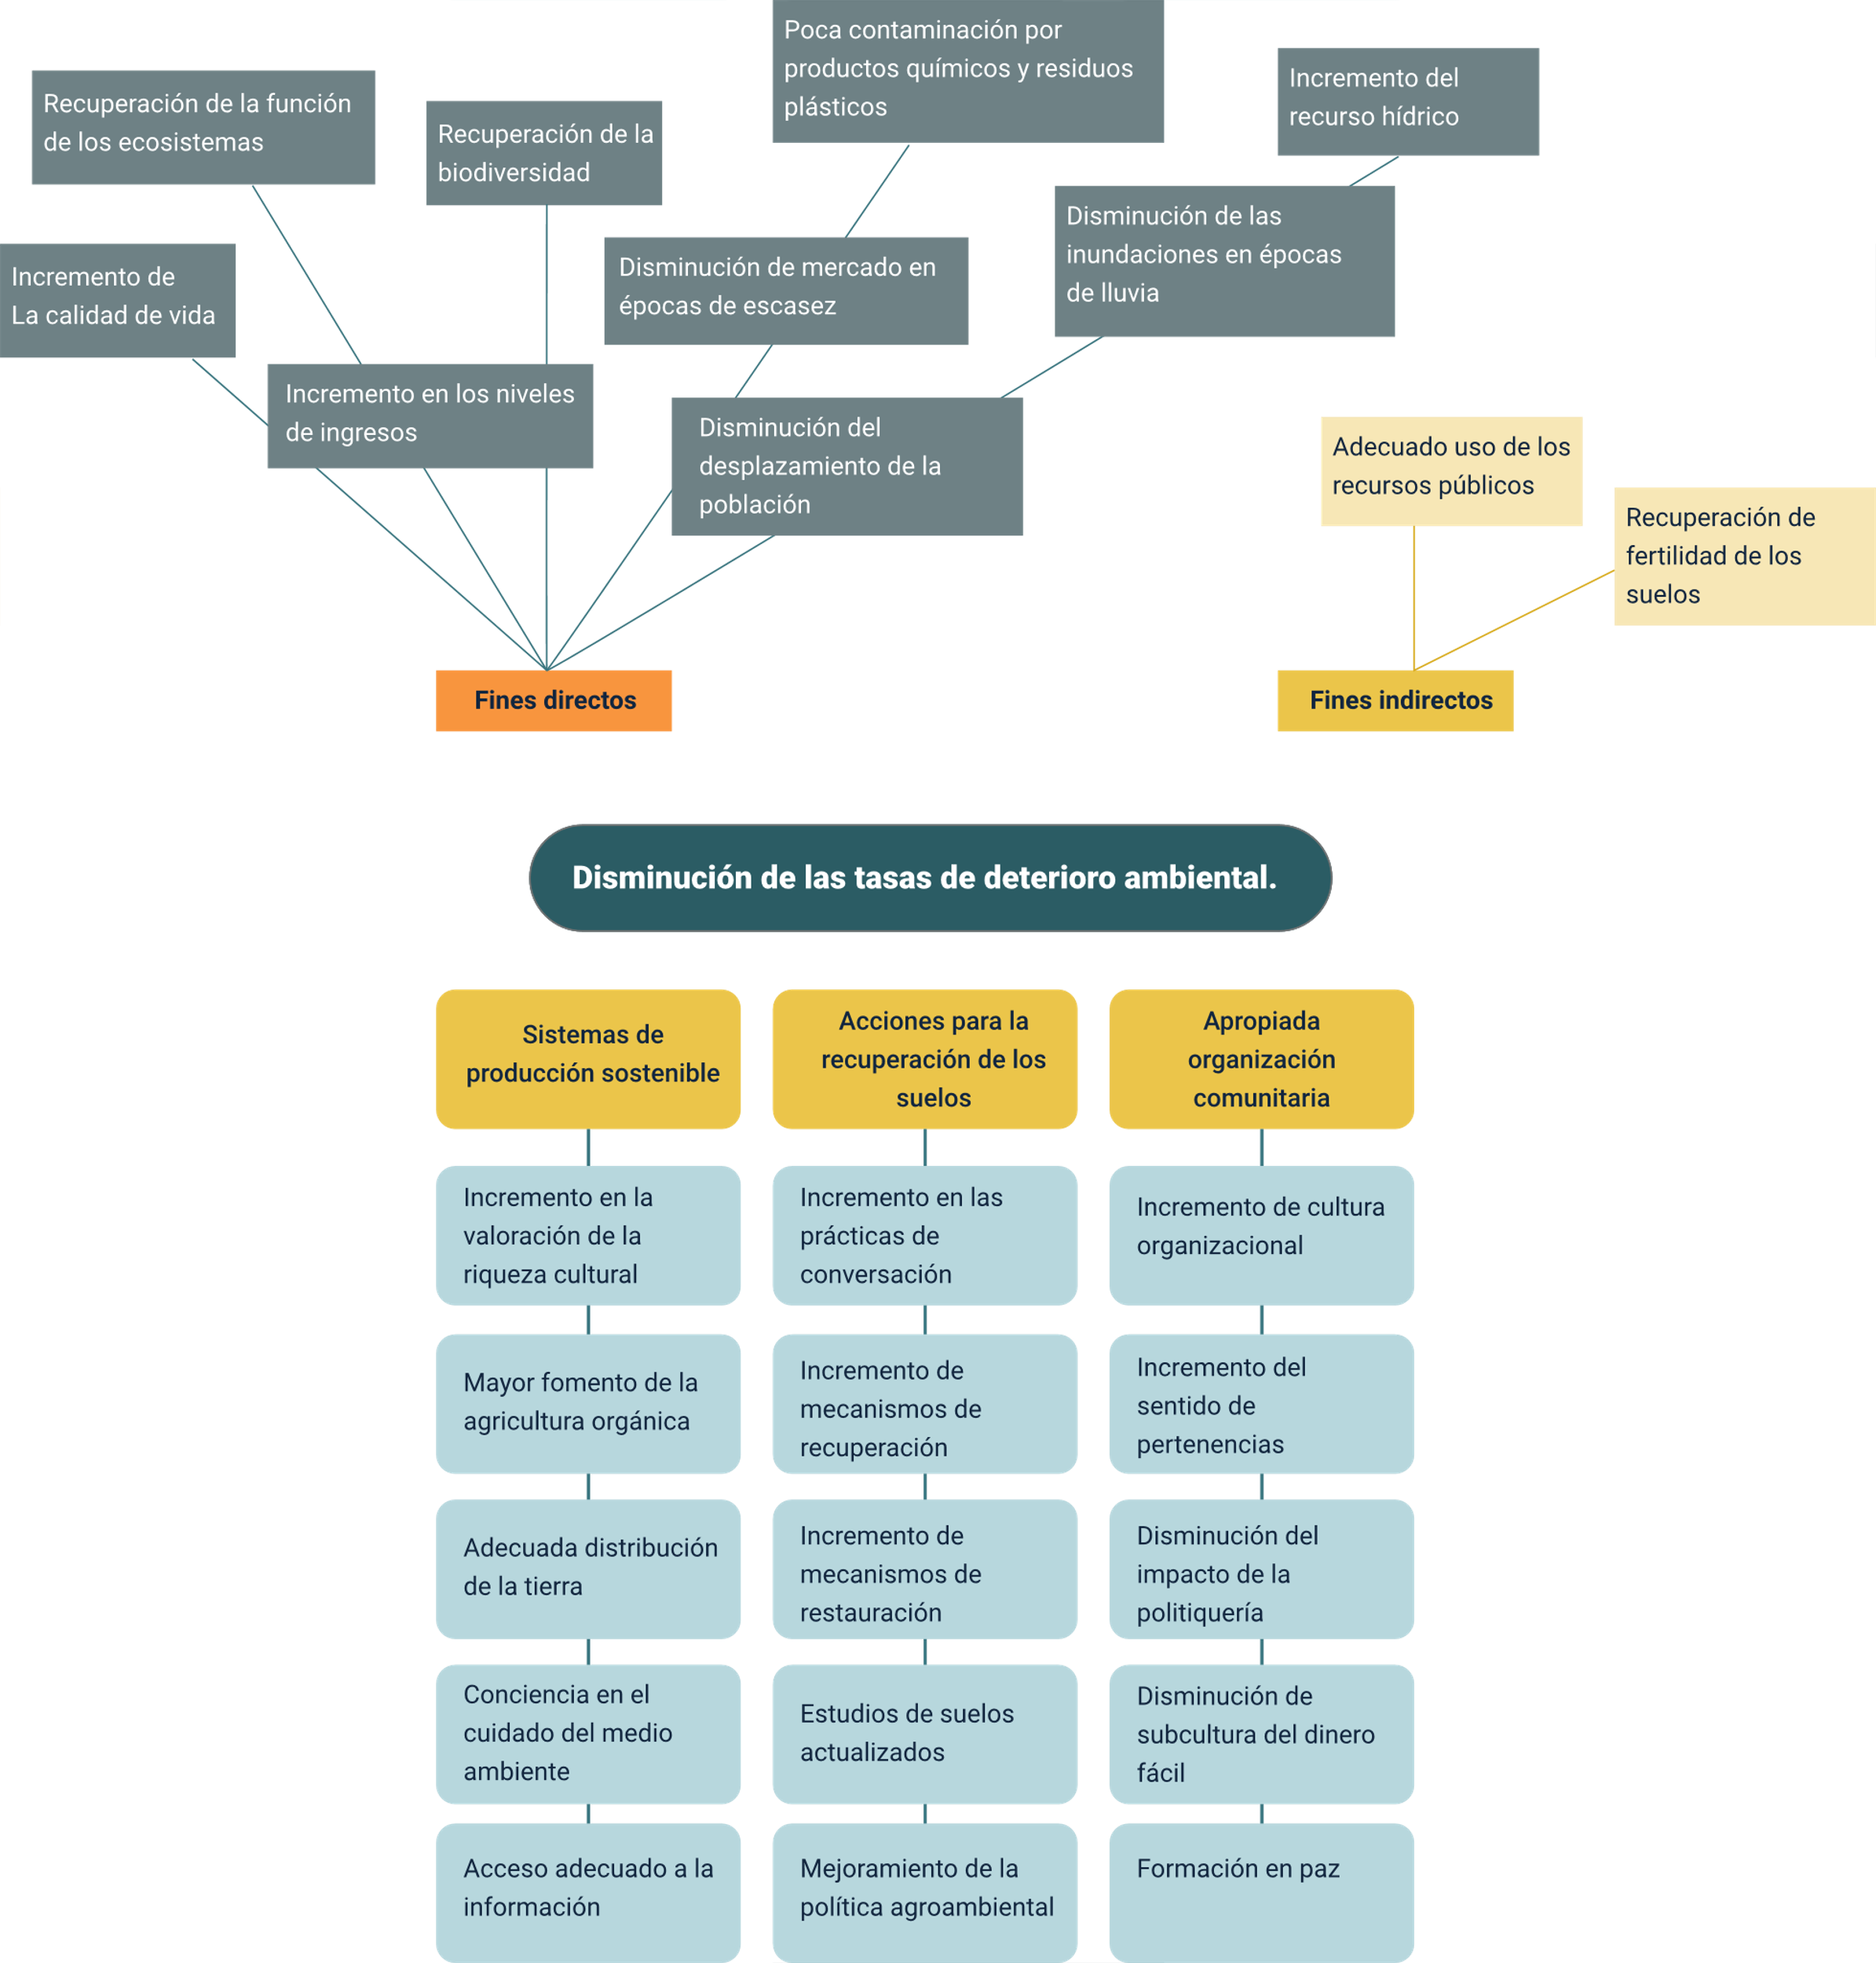 Poca contaminación por
productos químicos y residuos
plásticos
Incremento del
recurso hídrico
Recuperación de la función
de los ecosistemas
Recuperación de la
biodiversidad
Disminución de las
inundaciones en épocas
de lluvia
Incremento de
La calidad de vida
Disminución de mercado en
épocas de escasez
Incremento en los niveles
de ingresos
Disminución del
desplazamiento de la
población
Adecuado uso de los
recursos públicos
Recuperación de
fertilidad de los
suelos
Fines directos
Fines indirectos
Disminución de las tasas de deterioro ambiental.
Sistemas de
producción sostenible
Acciones para la
recuperación de los
suelos
Apropiada
organización
comunitaria
Incremento en la
valoración de la
riqueza cultural
Incremento en las
prácticas de
conversación
Incremento de cultura
organizacional
Mayor fomento de la
agricultura orgánica
Incremento de
mecanismos de
recuperación
Incremento del
sentido de
pertenencias
Adecuada distribución
de la tierra
Incremento de
mecanismos de
restauración
Disminución del
impacto de la
politiquería
Conciencia en el
cuidado del medio
ambiente
Estudios de suelos
actualizados
Disminución de
subcultura del dinero
fácil
Acceso adecuado a la
información
Mejoramiento de la
política agroambiental
Formación en paz